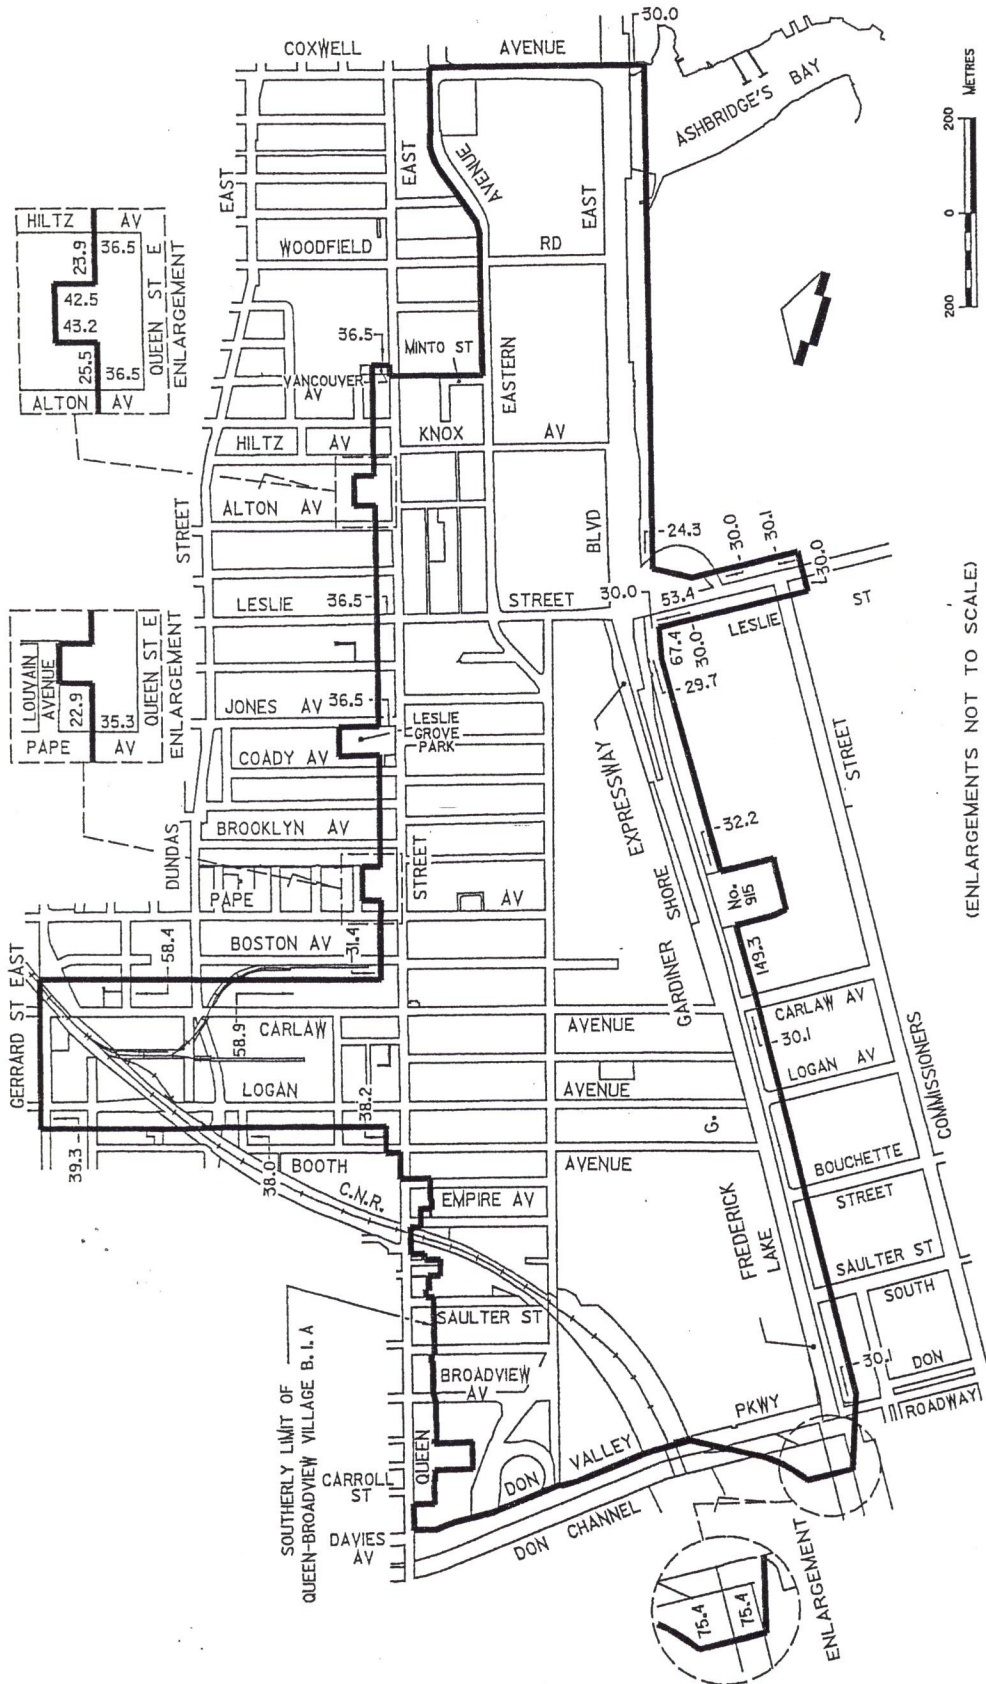 30.0
COXWELL
AVENUE
ASHBRIDGE'S BAY
200
0
200
METRES
HILTZ
AV
23.9
36.5
42.5
43.2
25.5
36.5
ALTON
AV
QUEEN ST E
ENLARGEMENT
EAST
EAST
AVENUE
EAST
WOODFIELD
RD
36.5
MINTO ST
VANCOUVER
AV
EASTERN
HILTZ
AV
KNOX
AV
STREET
ALTON AV
BLVD
24.3
30.0
30.1
30.0
LESLIE
36.5
STREET
30.0
53.4
LESLIE
ST
LOUVAIN
AVENUE
22.9
35.3
PAPE
AV
QUEEN ST E
ENLARGEMENT
67.4
30.0
29.7
JONES AV
36.5
LESLIE
GROVE
PARK
COADY AV
EXPRESSWAY
STREET
BROOKLYN AV
DUNDAS
STREET
32.2
PAPE
AV
SHORE
No.
915
BOSTON AV
31.4
58.4
GARDINER
149.3
GERRARD ST EAST
58.9
CARLAW
AVENUE
CARLAW AV
30.1
LOGAN
AVENUE
LOGAN AV
COMMISSIONERS
38.2
G.
39.3
38.0
BOOTH
AVENUE
BOUCHETTE
STREET
C.N.R.
EMPIRE AV
FREDERICK
LAKE
SAULTER ST
SOUTH
SAULTER ST
30.1
DON
ROADWAY
BROADVIEW
AV
PKWY
SOUTHERLY LIMIT OF
QUEEN-BROADVIEW VILLAGE B.I.A
QUEEN
VALLEY
DON
CARROLL
ST
DAVIES
AV
DON CHANNEL
75.4
75.4
ENLARGEMENT
(ENLARGEMENTS NOT TO SCALE)